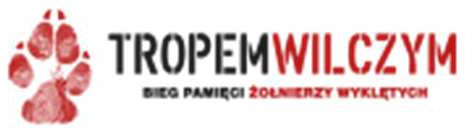 TROPEMWILCZYM
BIEG PAMIĘCI ŻOŁNIERZY WYKLĘTYCH